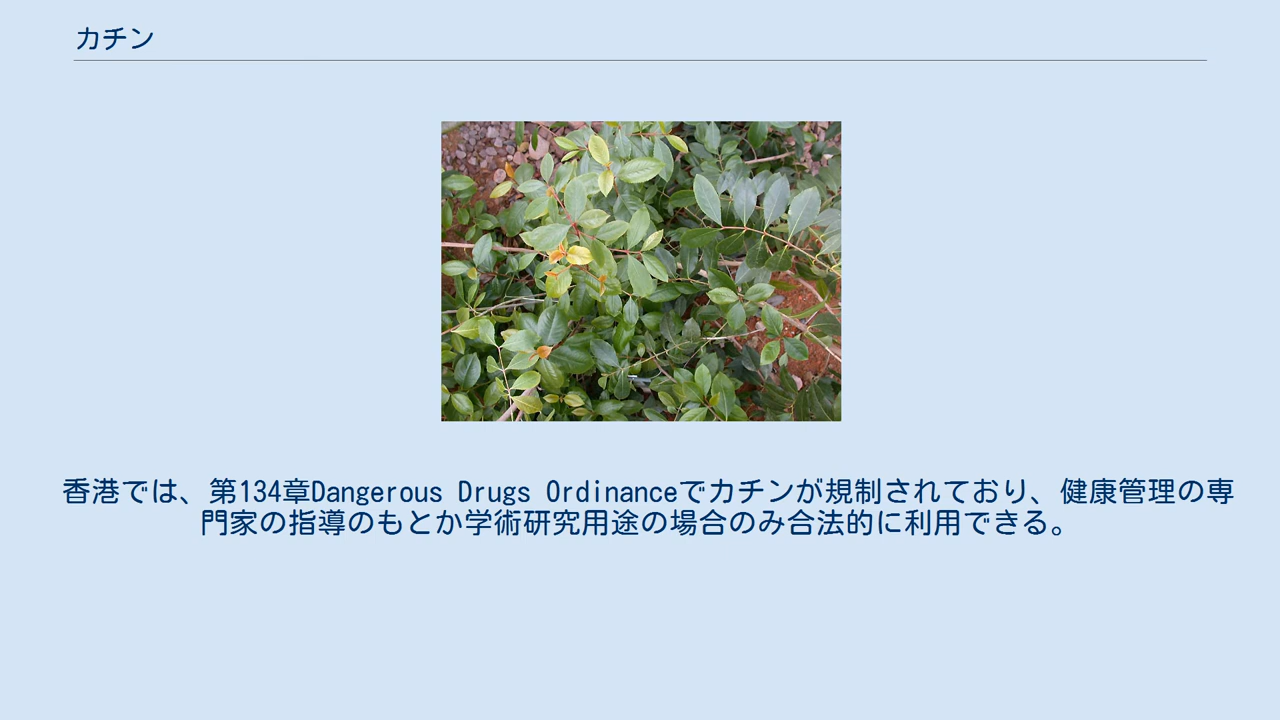 カチン
香港では、第134章Dangerous Drugs Ordinanceでカチンが規制されており、健康管理の専
門家の指導のもとか学術研究用途の場合のみ合法的に利用できる。